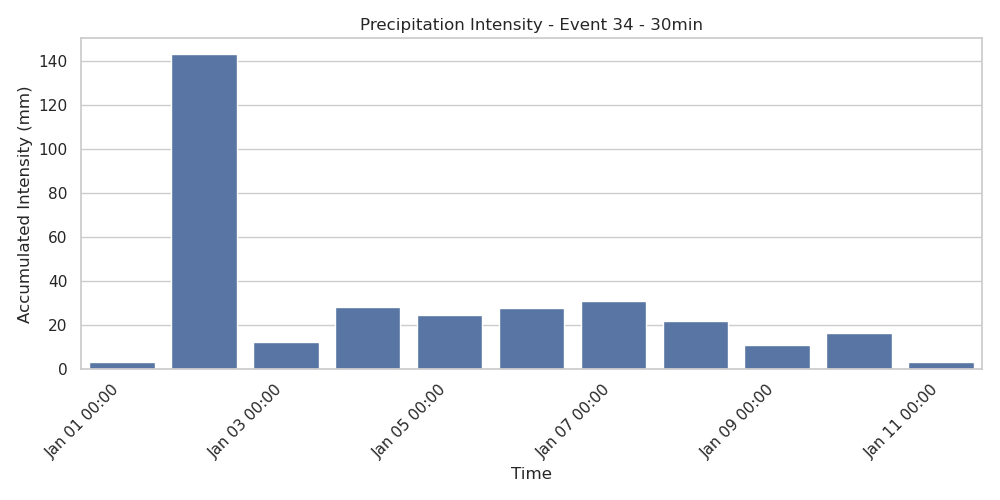 Precipitation Intensity - Event 34 - 30min
Accumulated Intensity (mm)
140
120
100
80
60
40
20
0
Jan 01 00:00
Jan 03 00:00
Jan 05 00:00
Jan 07 00:00
Jan 09 00:00
Jan 11 00:00
Time